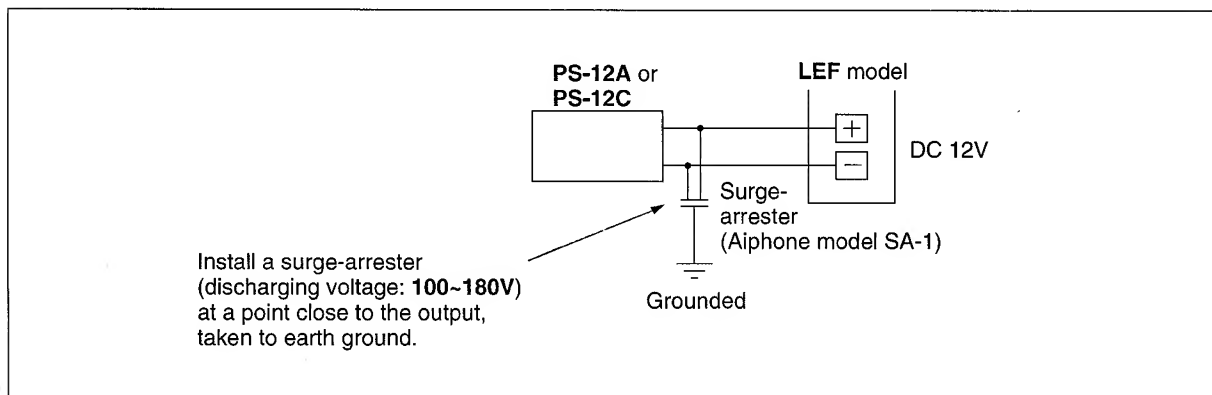 PS-12A or
PS-12C
LEF model
+
−
DC 12V
Surge-
arrester
(Aiphone model SA-1)
Install a surge-arrester
(discharging voltage: 100~180V)
at a point close to the output,
taken to earth ground.
Grounded